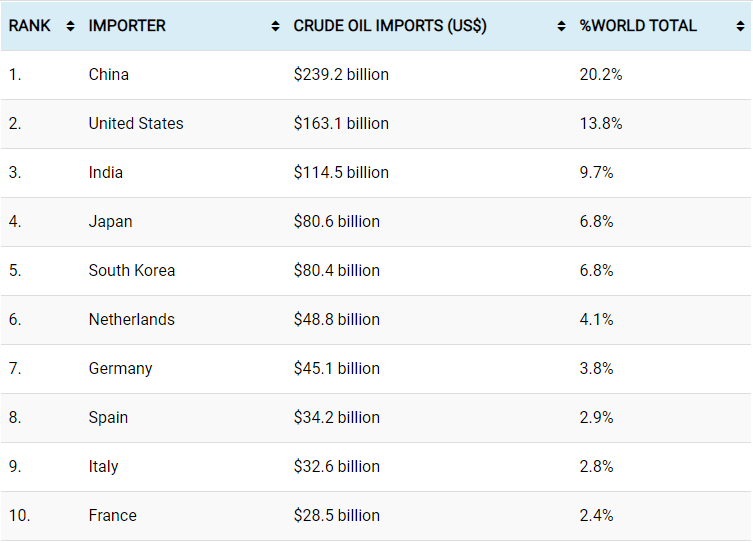 RANK IMPORTER CRUDE OIL IMPORTS (US$) %WORLD TOTAL
1. China $239.2 billion 20.2%
2. United States $163.1 billion 13.8%
3. India $114.5 billion 9.7%
4. Japan $80.6 billion 6.8%
5. South Korea $80.4 billion 6.8%
6. Netherlands $48.8 billion 4.1%
7. Germany $45.1 billion 3.8%
8. Spain $34.2 billion 2.9%
9. Italy $32.6 billion 2.8%
10. France $28.5 billion 2.4%